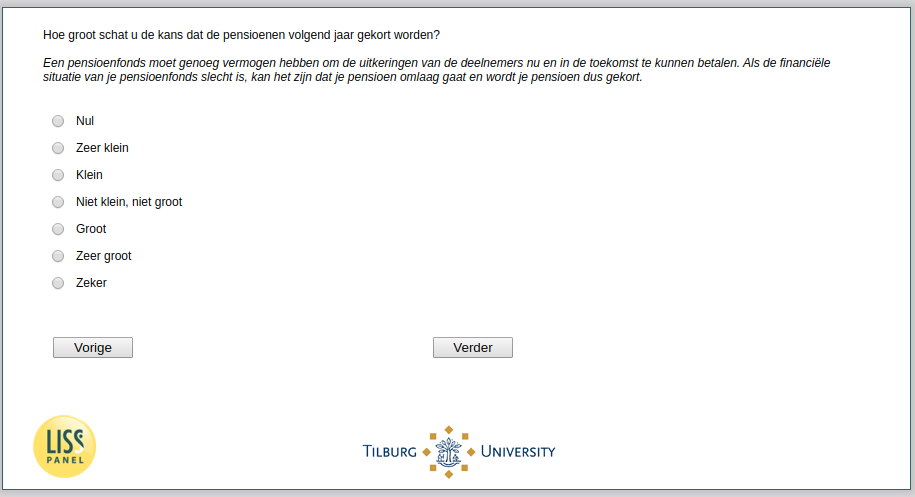 Hoe groot schat u de kans dat de pensioenen volgend jaar gekort worden?
Een pensioenfonds moet genoeg vermogen hebben om de uitkeringen van de deelnemers nu en in de toekomst te kunnen betalen. Als de financiële
situatie van je pensioenfonds slecht is, kan het zijn dat je pensioen omlaag gaat en wordt je pensioen dus gekort.
Nul
Zeer klein
Klein
Niet klein, niet groot
Groot
Zeer groot
Zeker
Vorige Verder
LISS
PANEL
TILBURG UNIVERSITY